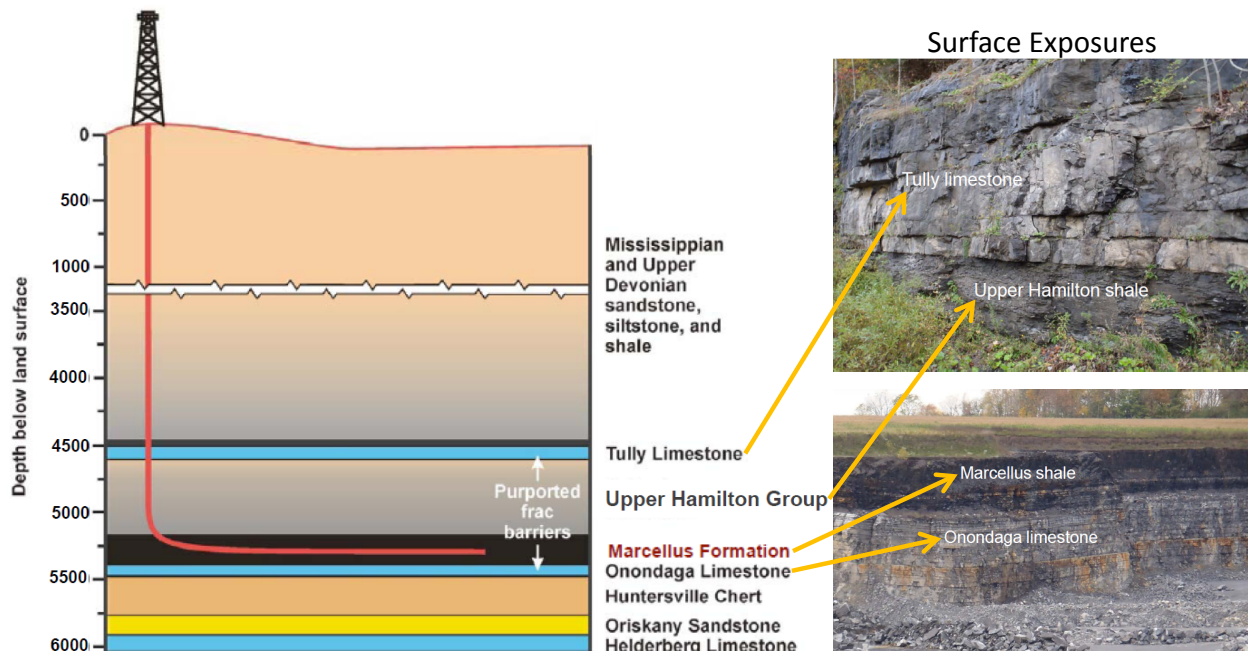 Surface Exposures
Depth below land surface
0
500
1000
3500
4000
4500
5000
5500
6000
Purported
frac
barriers
Mississippian
and Upper
Devonian
sandstone,
siltstone, and
shale
Tully Limestone
Upper Hamilton Group
Marcellus Formation
Onondaga Limestone
Huntersville Chert
Oriskany Sandstone
Helderberg Limestone
Tully limestone
Upper Hamilton shale
Marcellus shale
Onondaga limestone